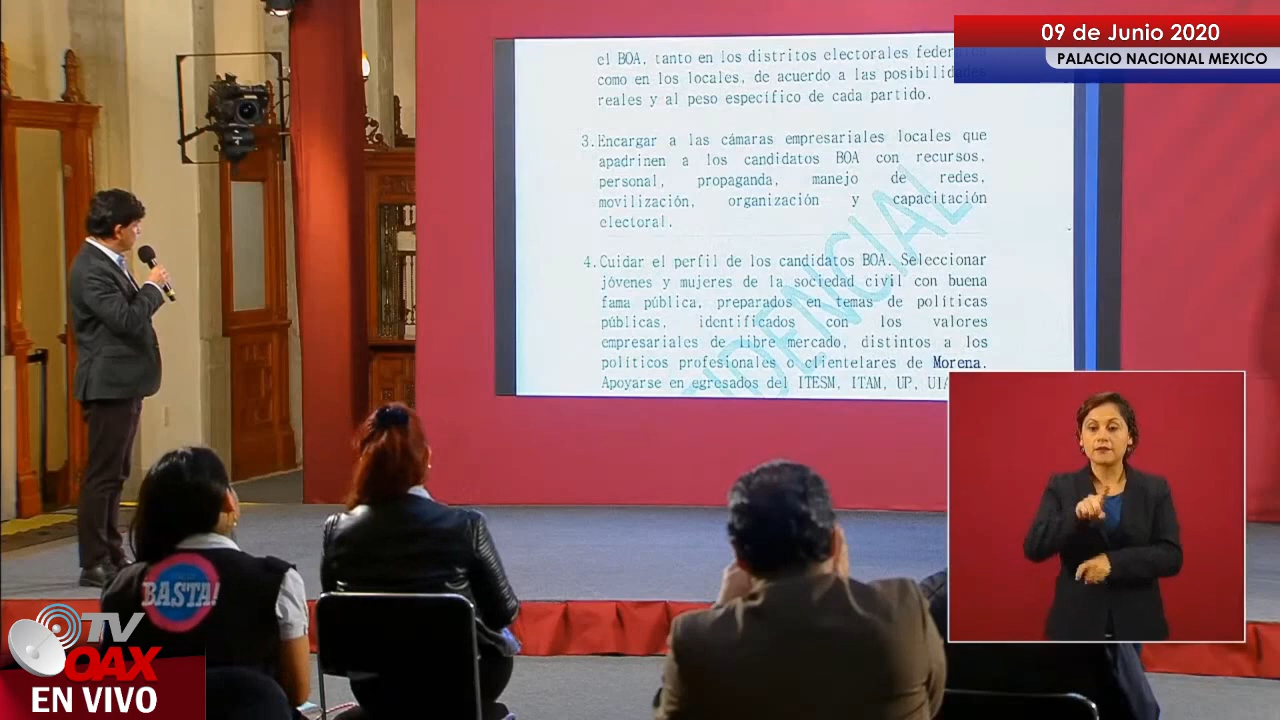 09 de Junio 2020
PALACIO NACIONAL MEXICO
el BOA, tanto en los distritos electorales federales
como en los locales, de acuerdo a las posibilidades
reales y al peso específico de cada partido.
3.Encargar a las cámaras empresariales locales que
apadrinen a los candidatos BOA con recursos,
personal, propaganda, manejo de redes,
movilización, organización y capacitación
electoral.
4.Cuidar el perfil de los candidatos BOA. Seleccionar
jóvenes y mujeres de la sociedad civil con buena
fama pública, preparados en temas de políticas
públicas, identificados con los valores
empresariales de libre mercado, distintos a los
políticos profesionales o clientelares de Morena.
Apoyarse en egresados del ITESM, ITAM, UP, UIA
BASTA!
TV
OAX
EN VIVO